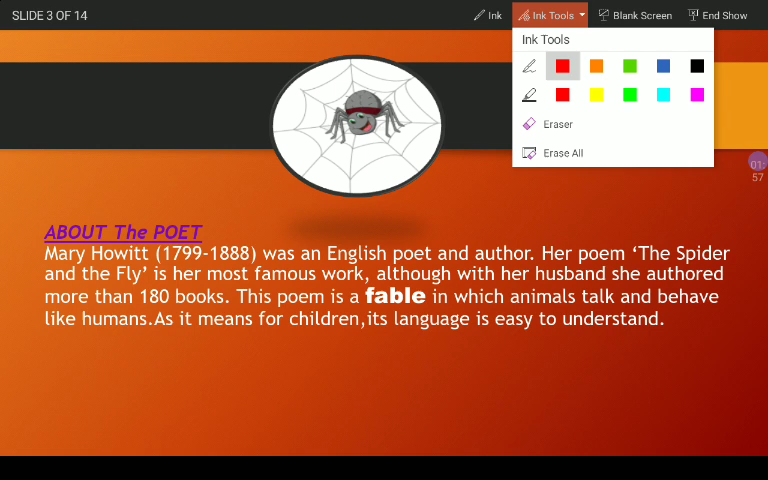 SLIDE 3 OF 14
Ink
Ink Tools
Blank Screen
End Show
Ink Tools
Eraser
Erase All
01:
57
ABOUT The POET
Mary Howitt (1799-1888) was an English poet and author. Her poem ‘The Spider
and the Fly’ is her most famous work, although with her husband she authored
more than 180 books. This poem is a fable in which animals talk and behave
like humans.As it means for children,its language is easy to understand.